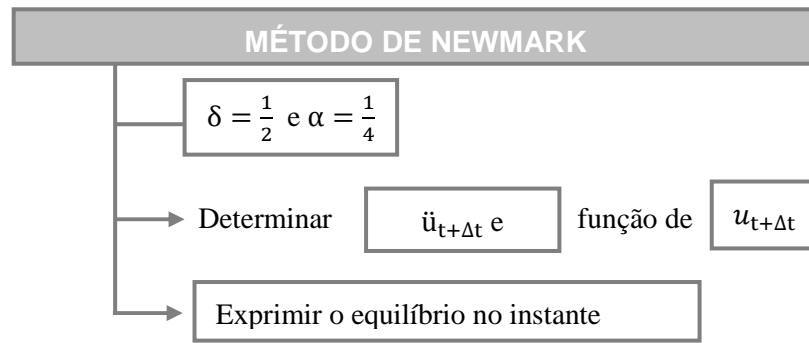 MÉTODO DE NEWMARK
δ = 1/2 e α = 1/4
Determinar ü_{t+Δt} e função de u_{t+Δt}
Exprimir o equilíbrio no instante